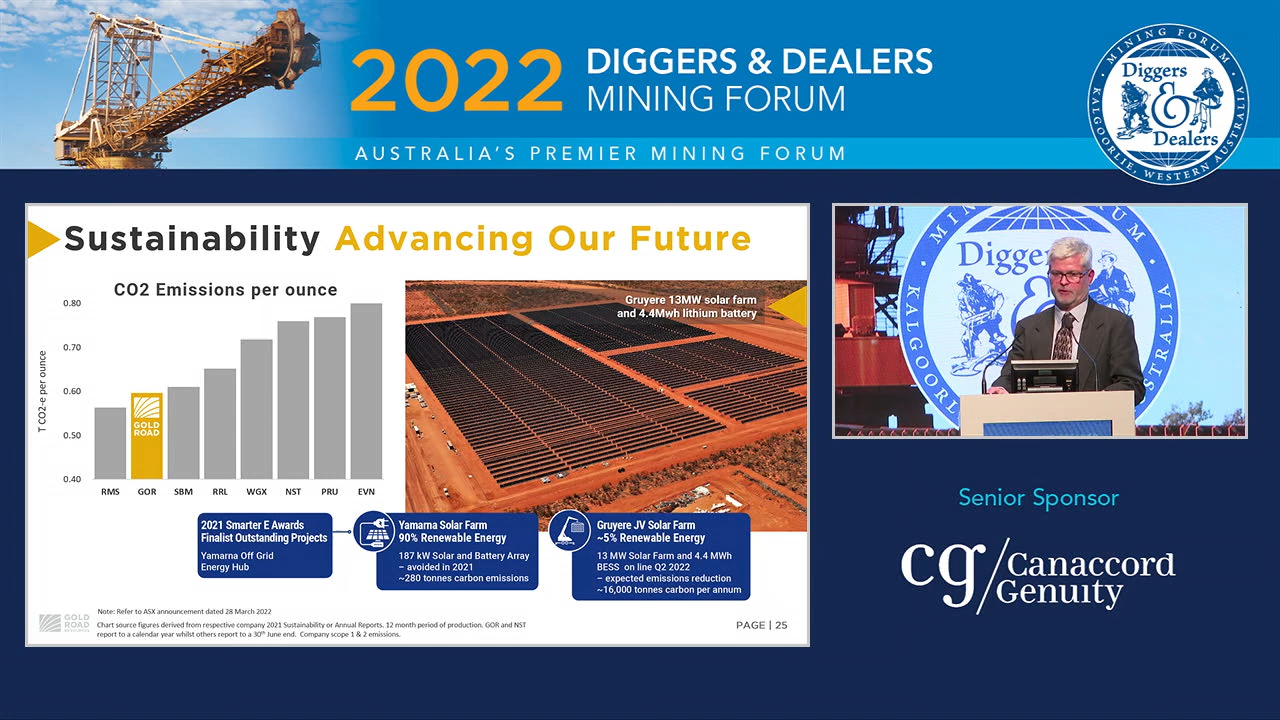 2022 DIGGERS & DEALERS
MINING FORUM
AUSTRALIA'S PREMIER MINING FORUM
MINING FORUM
Diggers
&
Dealers
KALGOORLIE, WESTERN AUSTRALIA
Sustainability Advancing Our Future
CO2 Emissions per ounce
T CO2-e per ounce
0.80
0.70
0.60
0.50
0.40
GOLD
ROAD
RMS GOR SBM RRL WGX NST PRU EVN
Gruyere 13MW solar farm
and 4.4Mwh lithium battery
2021 Smarter E Awards
Finalist Outstanding Projects
Yamarna Off Grid
Energy Hub
Yamarna Solar Farm
90% Renewable Energy
187 kW Solar and Battery Array
– avoided in 2021
~280 tonnes carbon emissions
Gruyere JV Solar Farm
~5% Renewable Energy
13 MW Solar Farm and 4.4 MWh
BESS on line Q2 2022
– expected emissions reduction
~16,000 tonnes carbon per annum
Note: Refer to ASX announcement dated 28 March 2022
Chart source figures derived from respective company 2021 Sustainability or Annual Reports. 12 month period of production. GOR and NST
report to a calendar year whilst others report to a 30th June end. Company scope 1 & 2 emissions.
GOLD
ROAD
RESOURCES
PAGE | 25
Digge
KALGOORL
STRALIA
UM
Senior Sponsor
cg/Canaccord
Genuity